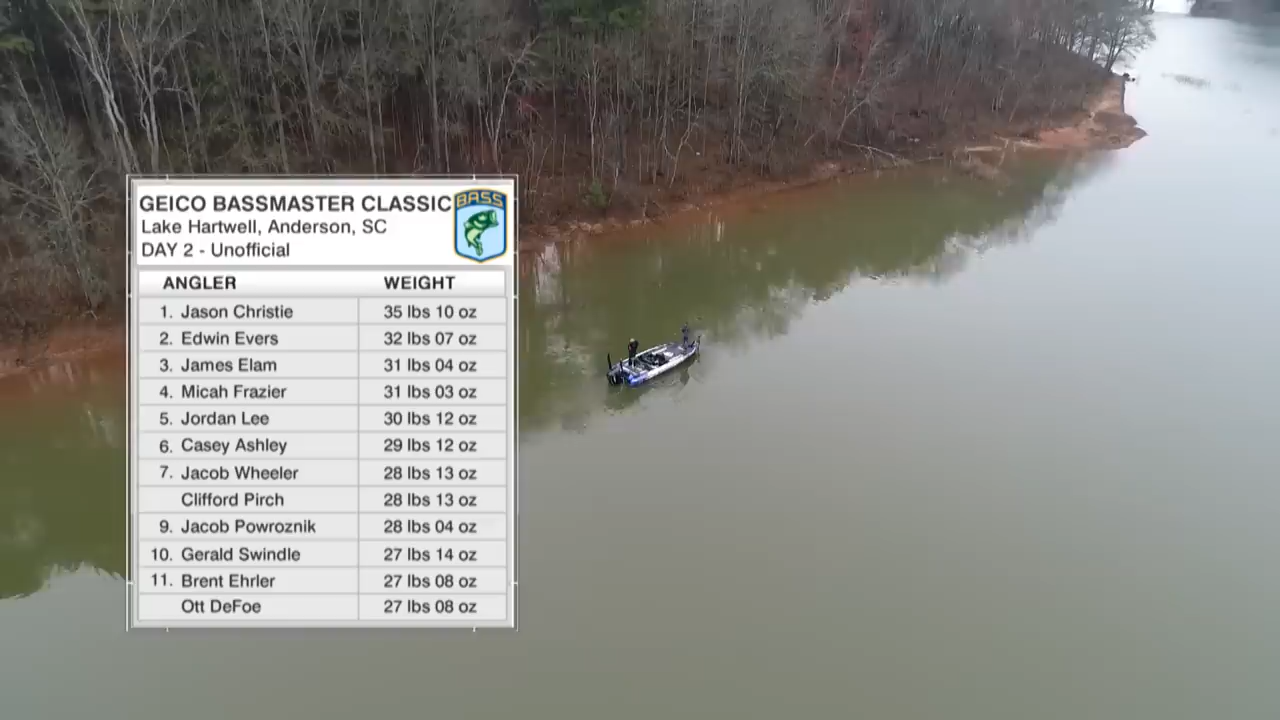 GEICO BASSMASTER CLASSIC
BASS
Lake Hartwell, Anderson, SC
DAY 2 - Unofficial
ANGLER WEIGHT
1. Jason Christie 35 lbs 10 oz
2. Edwin Evers 32 lbs 07 oz
3. James Elam 31 lbs 04 oz
4. Micah Frazier 31 lbs 03 oz
5. Jordan Lee 30 lbs 12 oz
6. Casey Ashley 29 lbs 12 oz
7. Jacob Wheeler 28 lbs 13 oz
Clifford Pirch 28 lbs 13 oz
9. Jacob Powroznik 28 lbs 04 oz
10. Gerald Swindle 27 lbs 14 oz
11. Brent Ehrler 27 lbs 08 oz
Ott DeFoe 27 lbs 08 oz